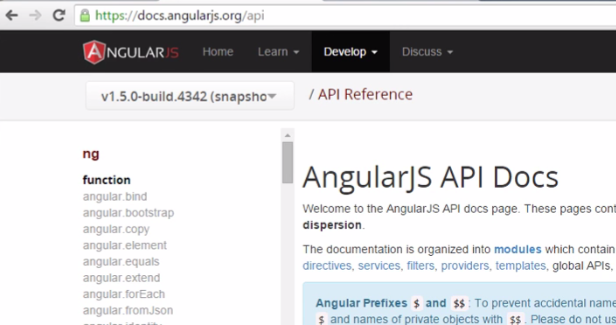 https://docs.angularjs.org/api
ANGULARJS Home Learn Develop Discuss
v1.5.0-build.4342 (snapsho / API Reference
ng
function
angular.bind
angular.bootstrap
angular.copy
angular.element
angular.equals
angular.extend
angular.forEach
angular.fromJson
angular.identity
AngularJS API Docs
Welcome to the AngularJS API docs page. These pages cont
dispersion.
The documentation is organized into modules which contain
directives, services, filters, providers, templates, global APIs,
Angular Prefixes $ and $$: To prevent accidental name
$ and names of private objects with $$. Please do not us